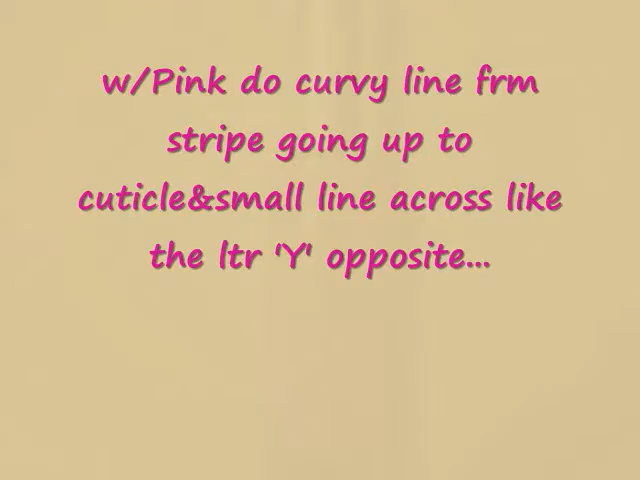 w/Pink do curvy line frm
stripe going up to
cuticle&small line across like
the ltr 'Y' opposite...